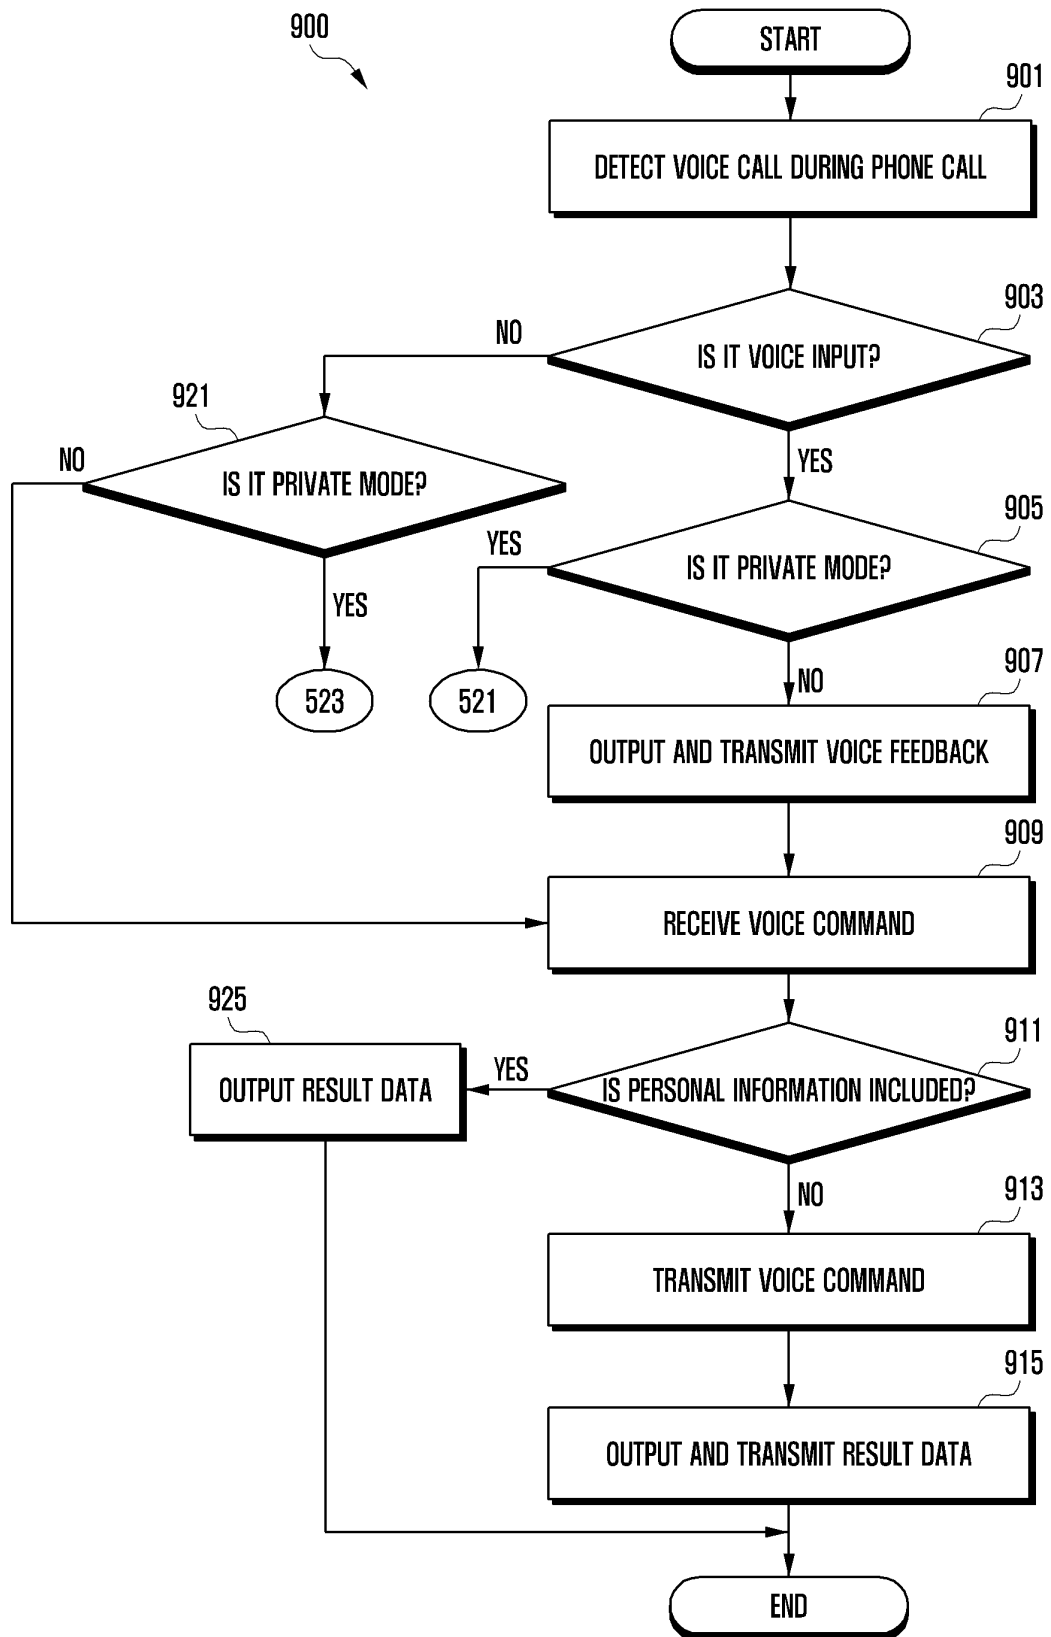 900
START
901
DETECT VOICE CALL DURING PHONE CALL
903
NO
IS IT VOICE INPUT?
921
NO
IS IT PRIVATE MODE?
YES
905
YES
IS IT PRIVATE MODE?
YES
523
521
NO
907
OUTPUT AND TRANSMIT VOICE FEEDBACK
909
RECEIVE VOICE COMMAND
925
911
OUTPUT RESULT DATA
YES
IS PERSONAL INFORMATION INCLUDED?
NO
913
TRANSMIT VOICE COMMAND
915
OUTPUT AND TRANSMIT RESULT DATA
END